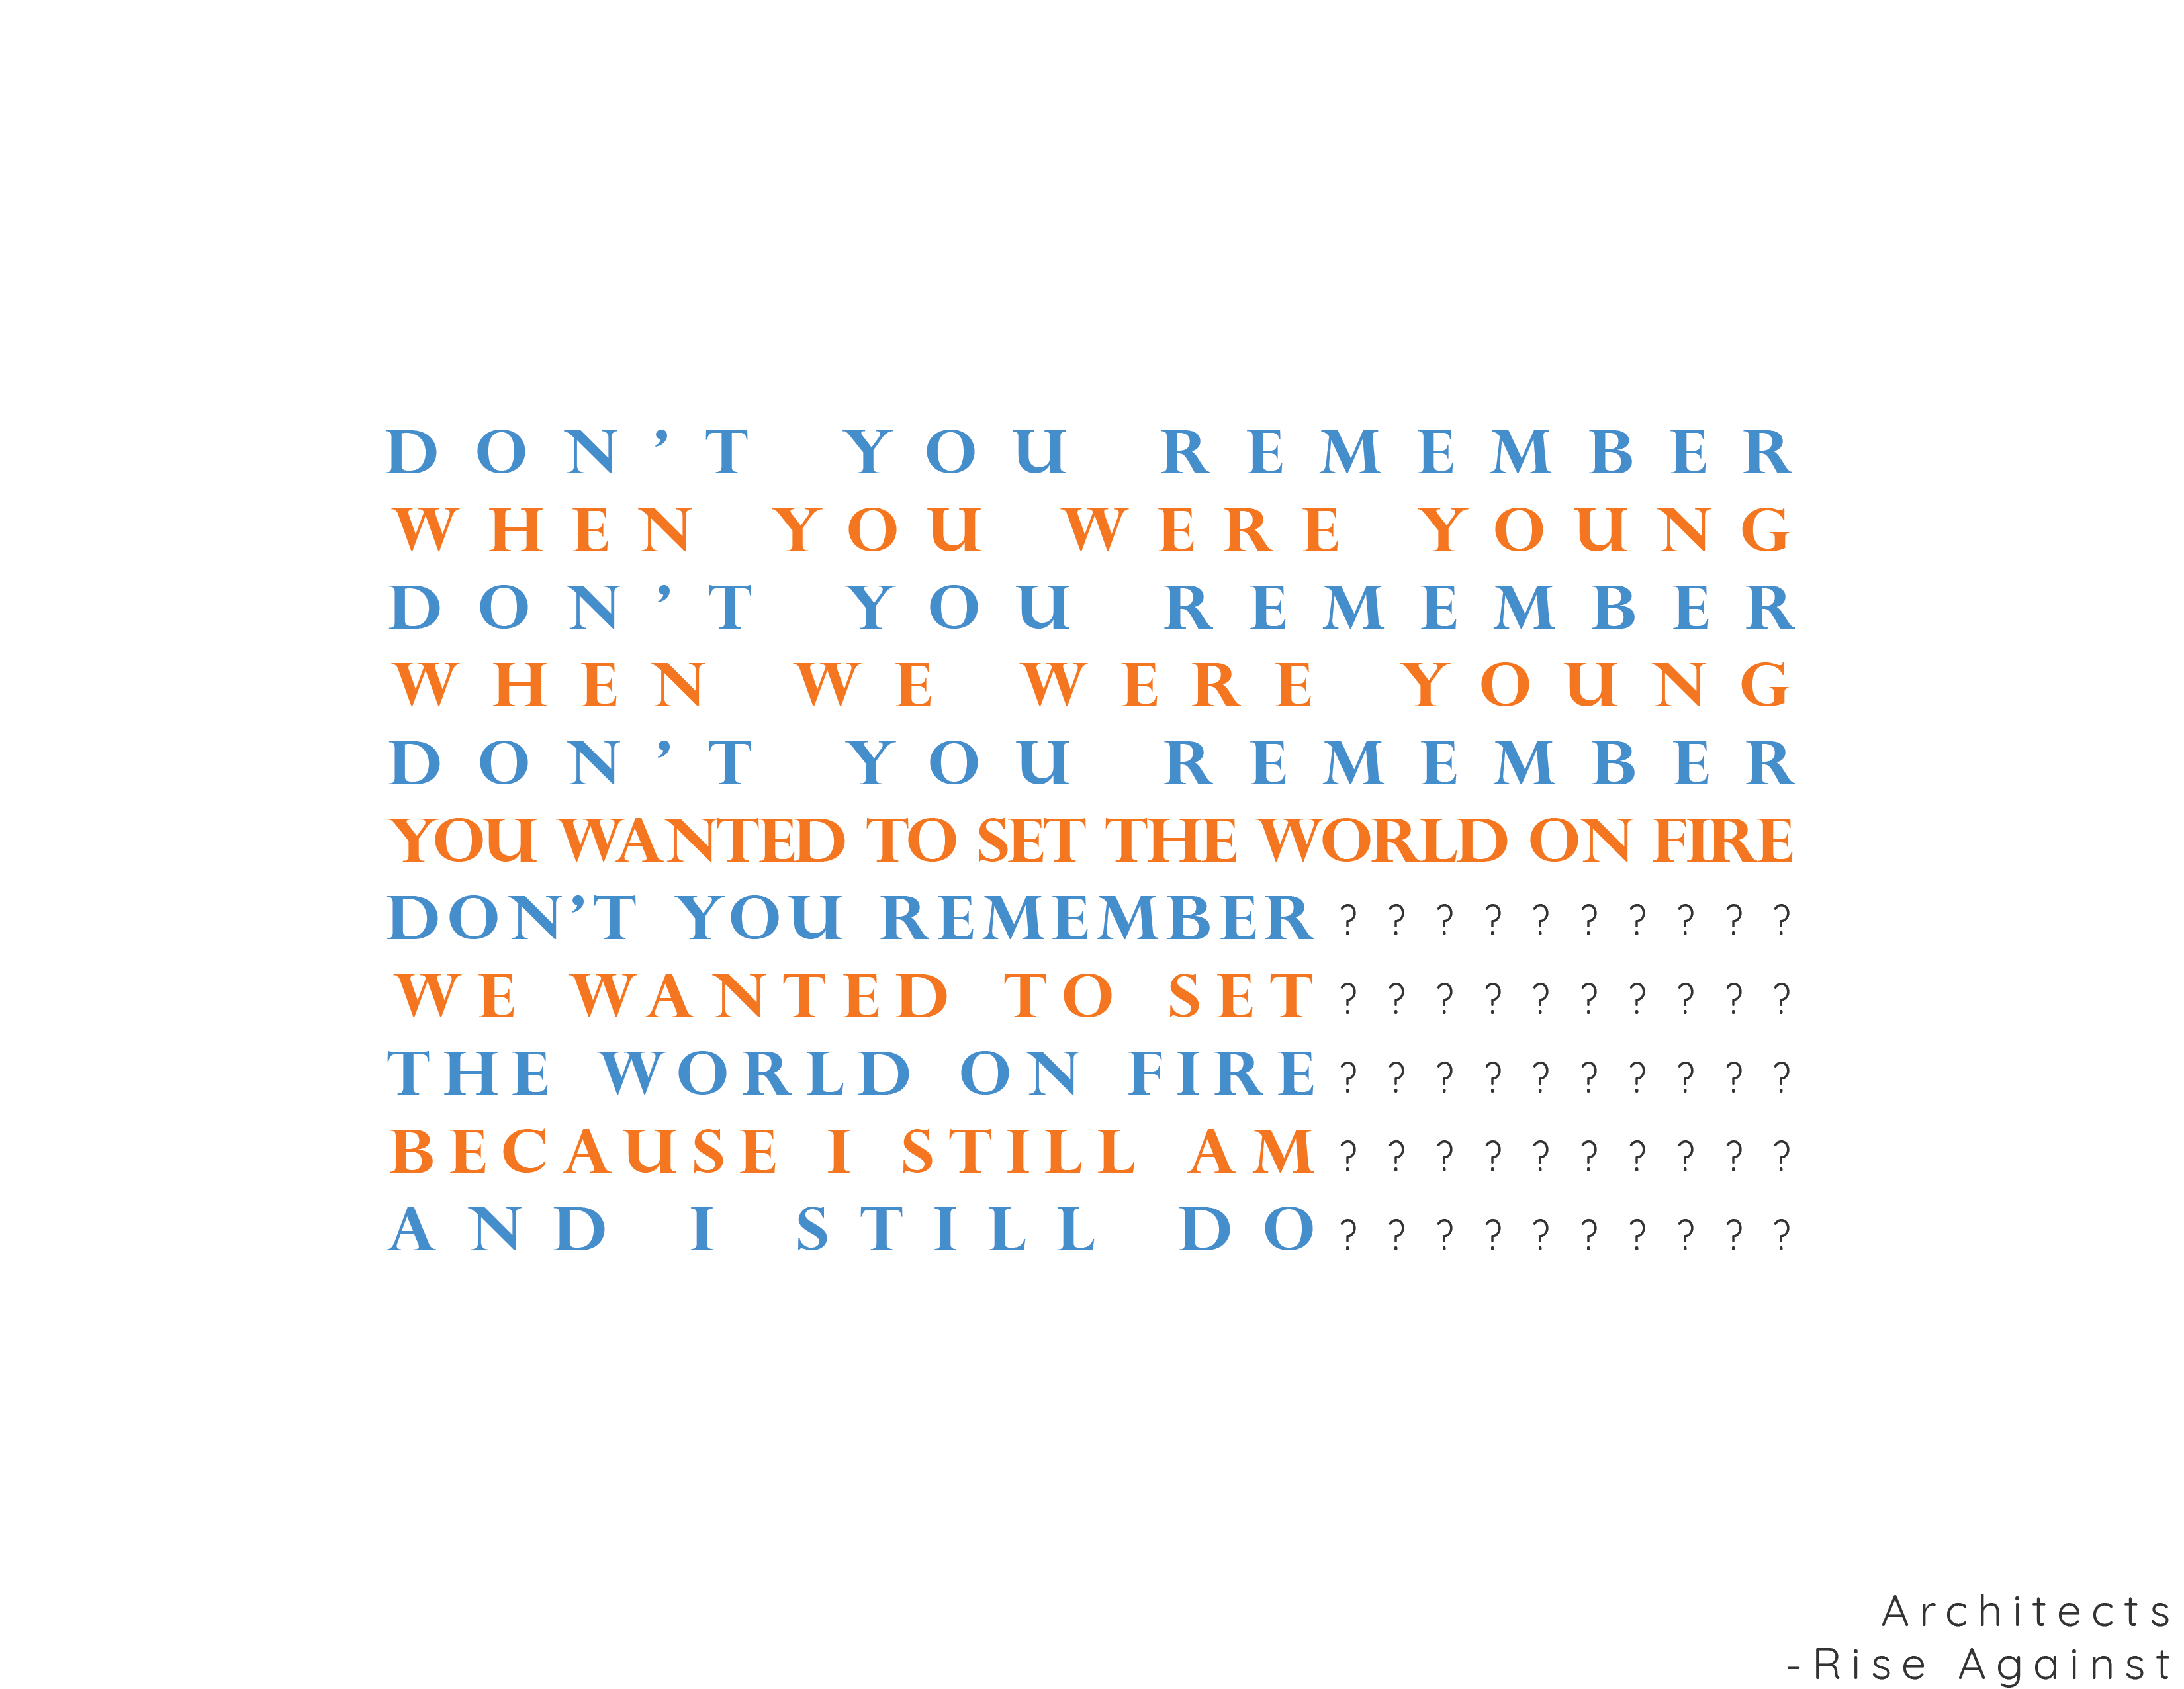 DON’T YOU REMEMBER
WHEN YOU WERE YOUNG
DON’T YOU REMEMBER
WHEN WE WERE YOUNG
DON’T YOU REMEMBER
YOU WANTED TO SET THE WORLD ON FIRE
DON’T YOU REMEMBER ? ? ? ? ? ? ? ? ? ?
WE WANTED TO SET ? ? ? ? ? ? ? ? ? ?
THE WORLD ON FIRE ? ? ? ? ? ? ? ? ? ?
BECAUSE I STILL AM ? ? ? ? ? ? ? ? ? ?
AND I STILL DO ? ? ? ? ? ? ? ? ? ?
Architects
-Rise Against